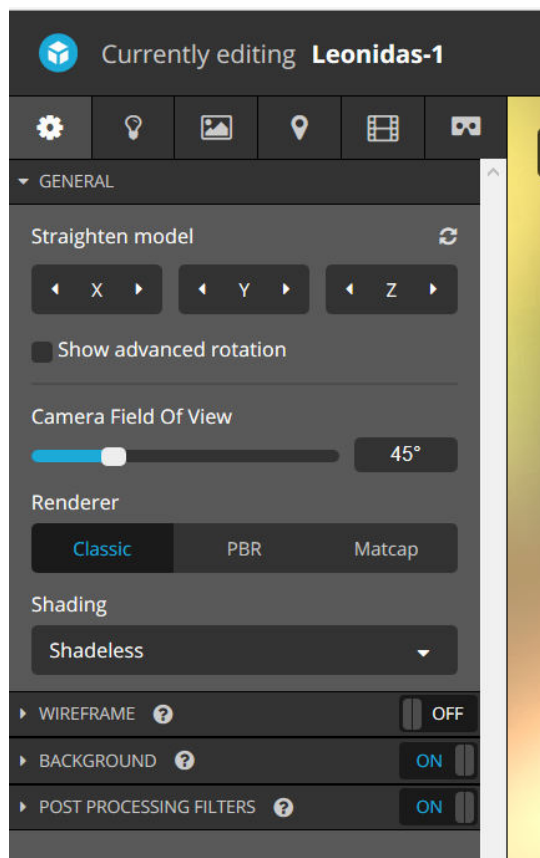 Currently editing Leonidas-1
GENERAL
Straighten model
X Y Z
Show advanced rotation
Camera Field Of View
45°
Renderer
Classic PBR Matcap
Shading
Shadeless
WIREFRAME ? OFF
BACKGROUND ? ON
POST PROCESSING FILTERS ? ON